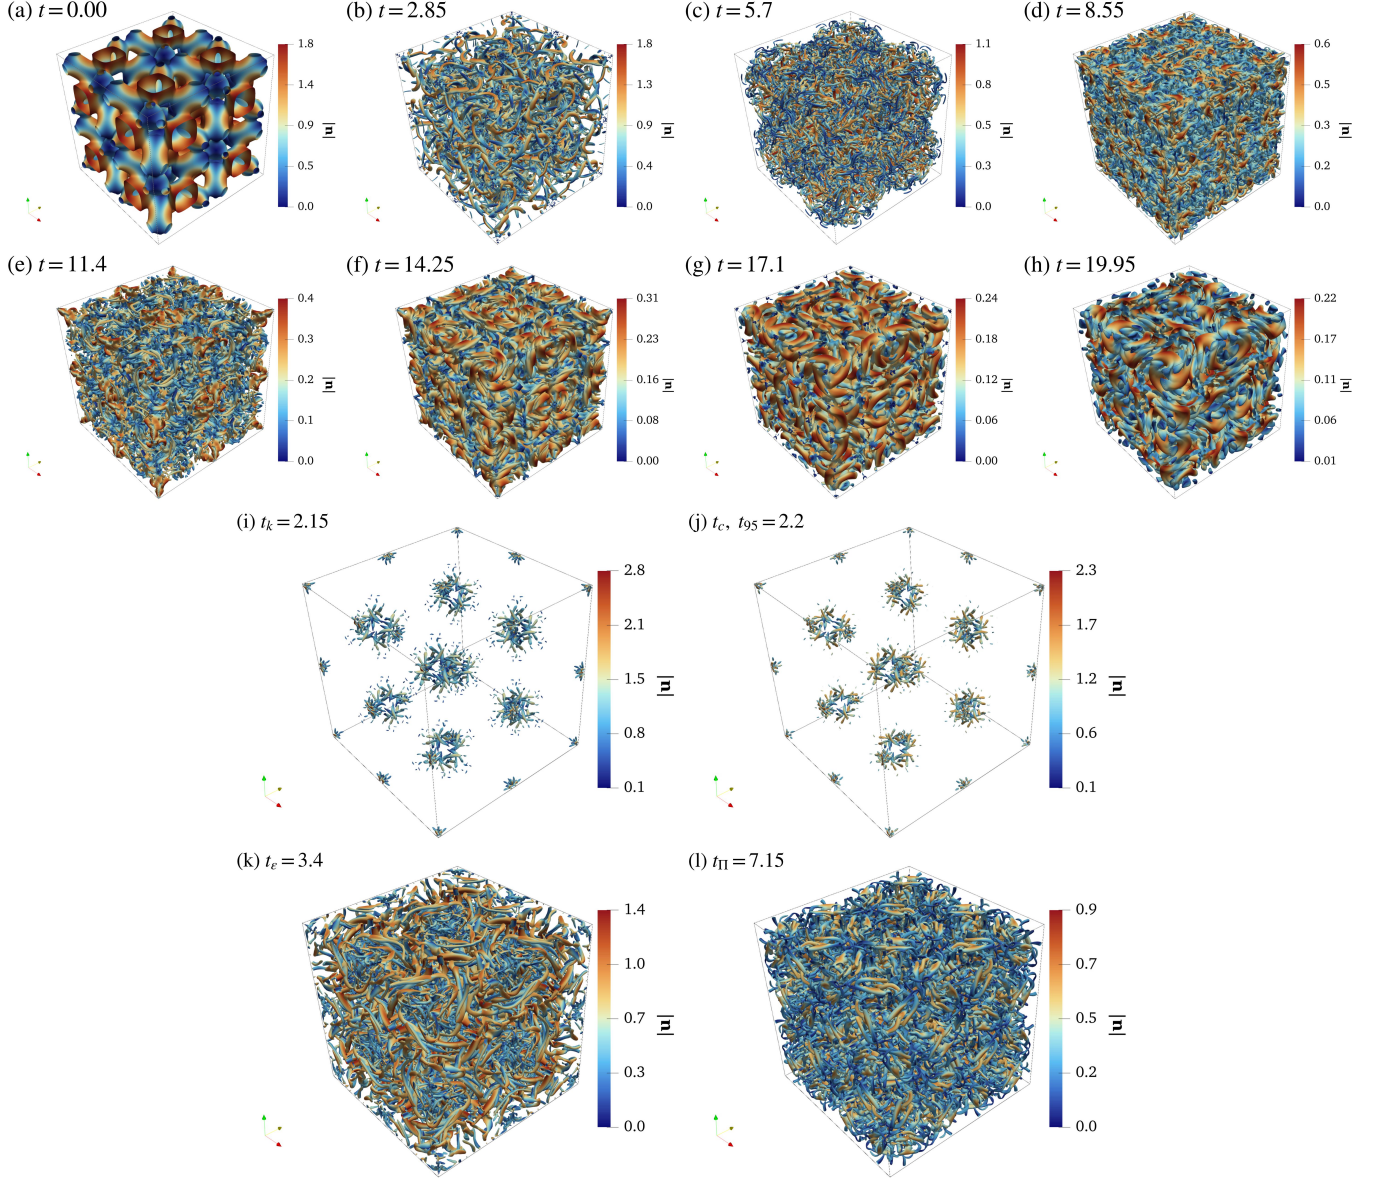 (a) t = 0.00
1.8
1.4
0.9
0.5
0.0
|u|
(b) t = 2.85
1.8
1.3
0.9
0.4
0.0
|u|
(c) t = 5.7
1.1
0.8
0.5
0.3
0.0
|u|
(d) t = 8.55
0.6
0.5
0.3
0.2
0.0
|u|
(e) t = 11.4
0.4
0.3
0.2
0.1
0.0
|u|
(f) t = 14.25
0.31
0.23
0.16
0.08
0.00
|u|
(g) t = 17.1
0.24
0.18
0.12
0.06
0.00
|u|
(h) t = 19.95
0.22
0.17
0.11
0.06
0.01
|u|
(i) t_k = 2.15
2.8
2.1
1.5
0.8
0.1
|u|
(j) t_c, t_95 = 2.2
2.3
1.7
1.2
0.6
0.1
|u|
(k) t_ε = 3.4
1.4
1.0
0.7
0.3
0.0
|u|
(l) t_Π = 7.15
0.9
0.7
0.5
0.2
0.0
|u|